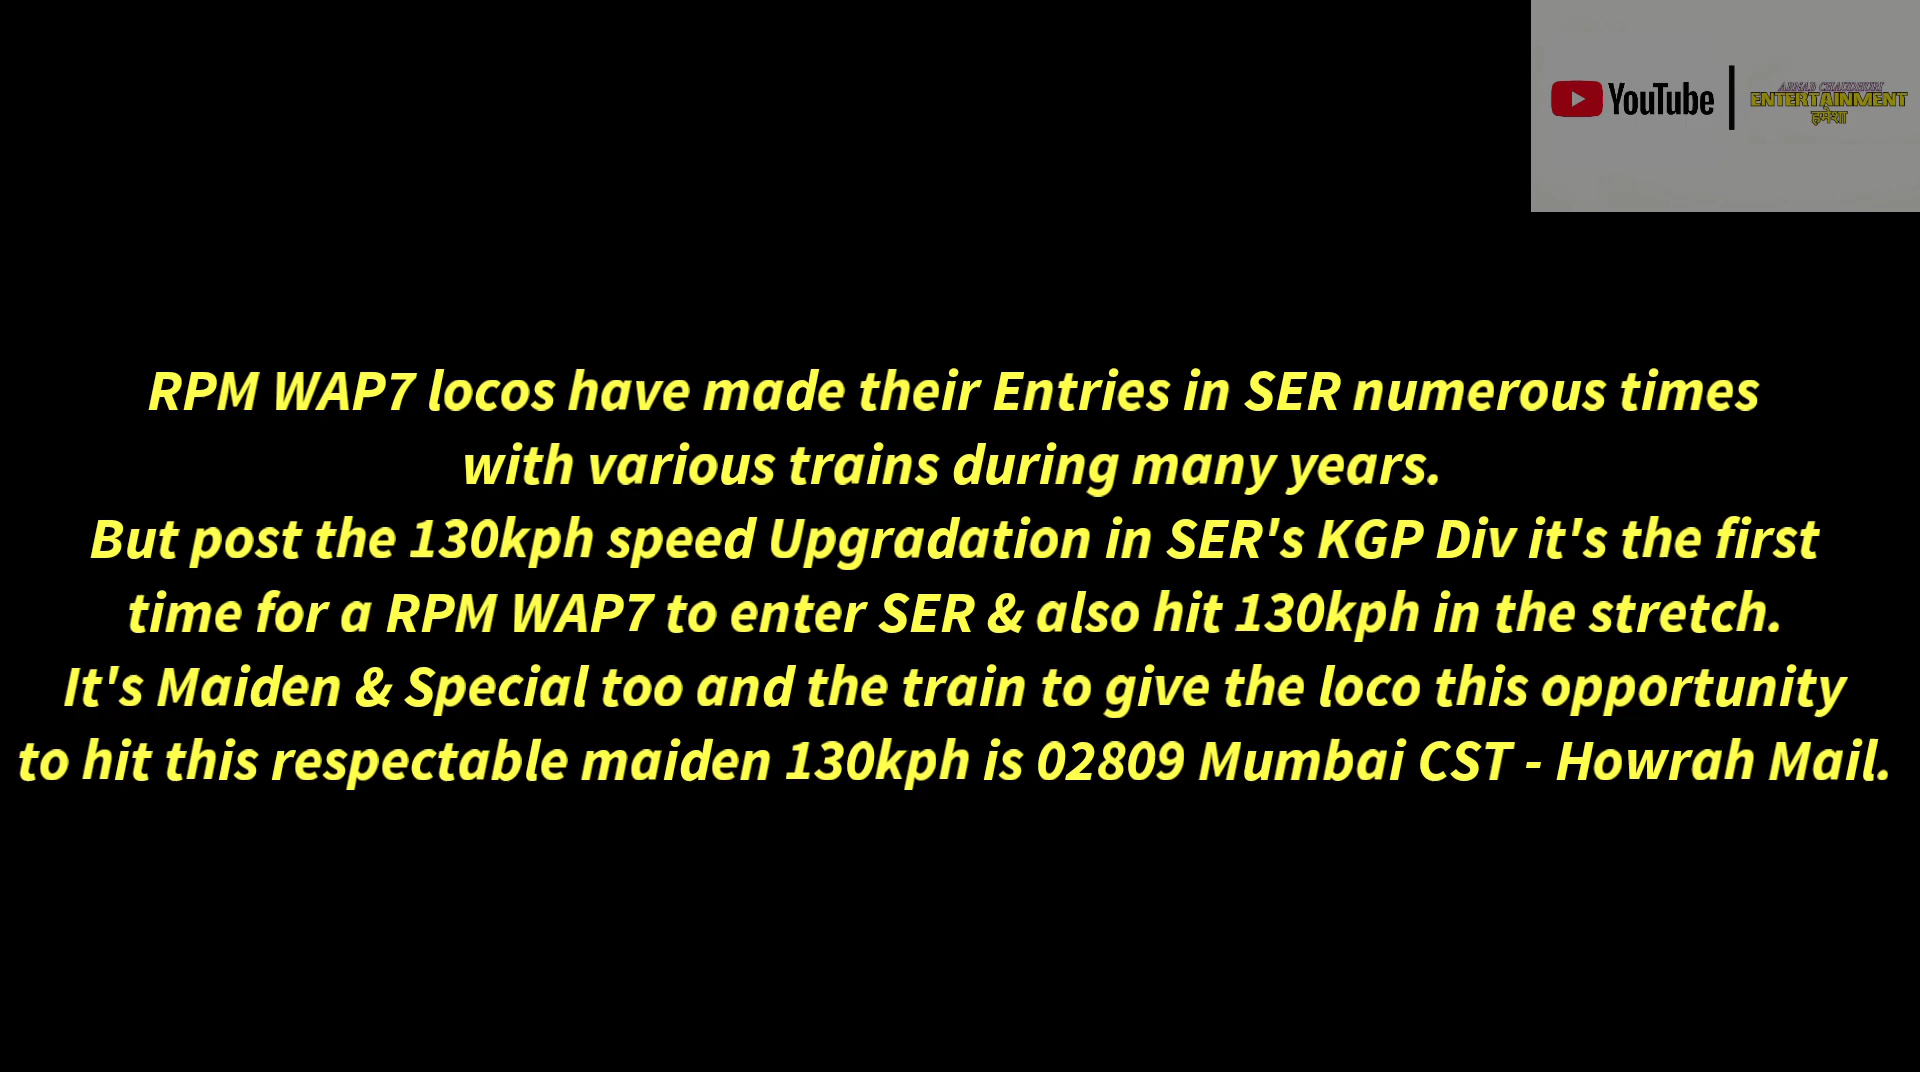 YouTube
ARNAB CHAUDHURI
ENTERTAINMENT
हमेशा
RPM WAP7 locos have made their Entries in SER numerous times
with various trains during many years.
But post the 130kph speed Upgradation in SER's KGP Div it's the first
time for a RPM WAP7 to enter SER & also hit 130kph in the stretch.
It's Maiden & Special too and the train to give the loco this opportunity
to hit this respectable maiden 130kph is 02809 Mumbai CST - Howrah Mail.